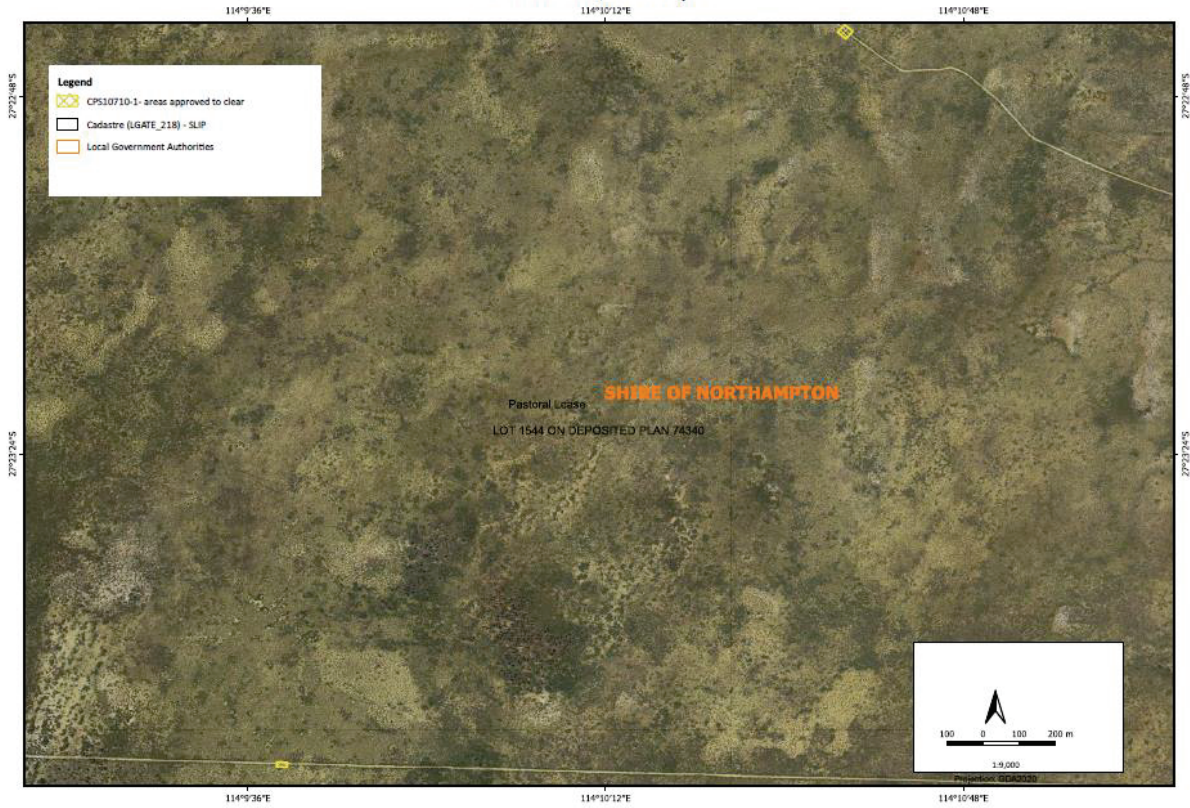 114°9'36"E
114°10'12"E
114°10'48"E
27°22'48"S
27°22'48"S
Legend
CPS10710-1- areas approved to clear
Cadastre (LGATE_218) - SLIP
Local Government Authorities
SHIRE OF NORTHAMPTON
Pastoral Lease
LOT 1544 ON DEPOSITED PLAN 74340
27°23'24"S
27°23'24"S
100 0 100 200 m
1:9,000
Projection: GDA2020
114°9'36"E
114°10'12"E
114°10'48"E